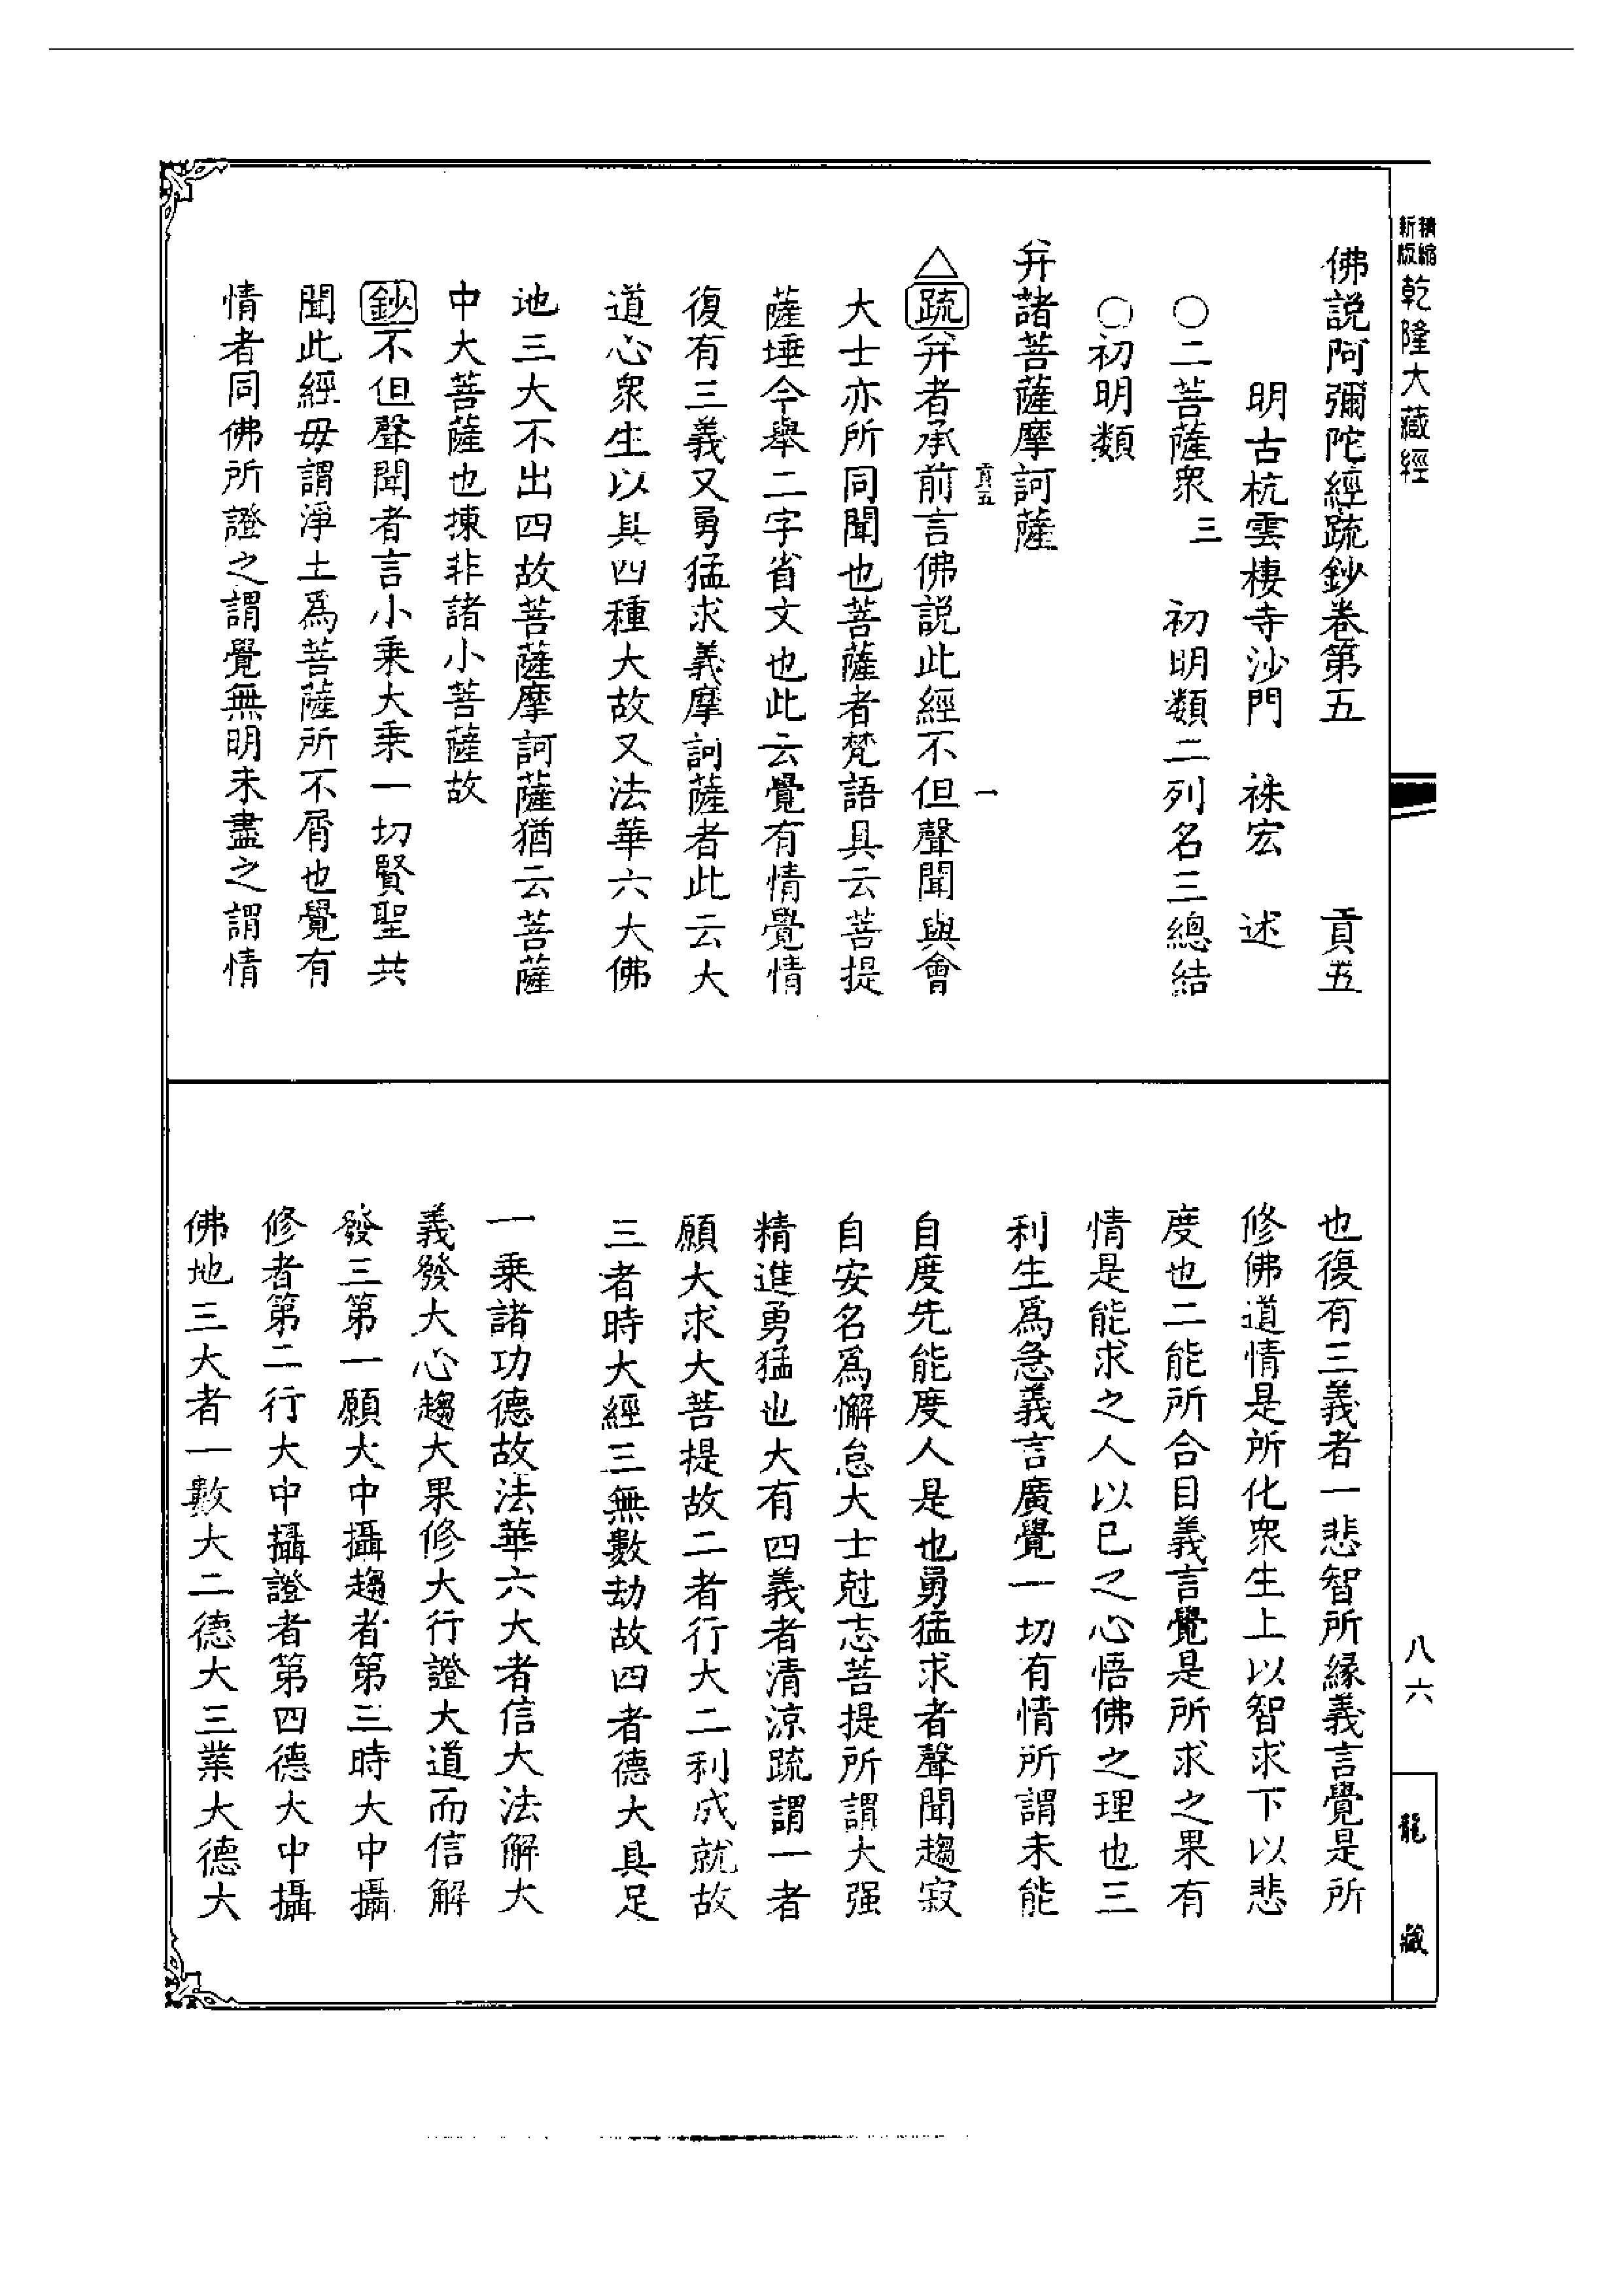 精縮新版乾隆大藏經
佛說阿彌陀經疏鈔卷第五 貢五
明古杭雲棲寺沙門 袾宏 述
○二菩薩衆三 初明類二列名三總結
○初明類
并諸菩薩摩訶薩
貢五 一
△疏并者承前言佛說此經不但聲聞與會
大士亦所同聞也菩薩者梵語具云菩提
薩埵今舉二字省文也此云覺有情覺情
復有三義又勇猛求義摩訶薩者此云大
道心衆生以具四種大故又法華六大佛
地三大不出四故菩薩摩訶薩猶云菩薩
中大菩薩也揀非諸小菩薩故
鈔不但聲聞者言小乘大乘一切賢聖共
聞此經毋謂淨土爲菩薩所不屑也覺有
情者同佛所證之謂覺無明未盡之謂情
也復有三義者一悲智所緣義言覺是所
修佛道情是所化衆生上以智求下以悲
度也二能所合目義言覺是所求之果有
情是能求之人以已之心悟佛之理也三
利生爲急義言廣覺一切有情所謂未能
自度先能度人是也勇猛求者聲聞趨寂
自安名爲懈怠大士尅志菩提所謂大强
精進勇猛也大有四義者清涼疏謂一者
願大求大菩提故二者行大二利成就故
三者時大經三無數劫故四者德大具足
一乘諸功德故法華六大者信大法解大
義發大心趨大果修大行證大道而信解
發三第一願大中攝趨者第三時大中攝
修者第二行大中攝證者第四德大中攝
佛地三大者一數大二德大三業大德大
八六
龍藏